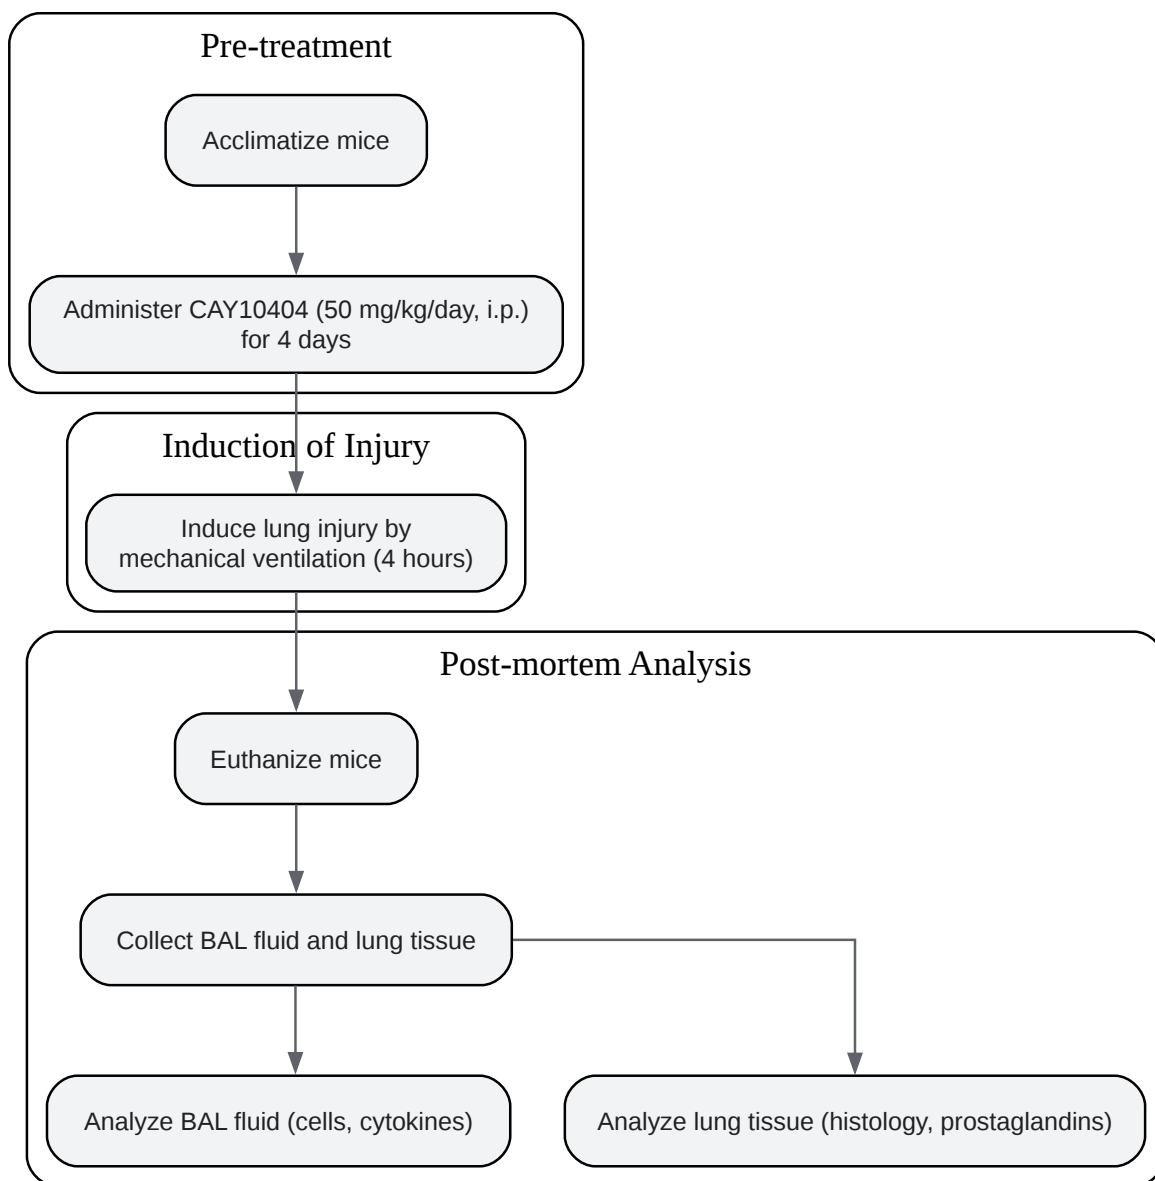 Pre-treatment
Acclimatize mice
Administer CAY10404 (50 mg/kg/day, i.p.)
for 4 days
Induction of Injury
Induce lung injury by
mechanical ventilation (4 hours)
Post-mortem Analysis
Euthanize mice
Collect BAL fluid and lung tissue
Analyze BAL fluid (cells, cytokines)
Analyze lung tissue (histology, prostaglandins)